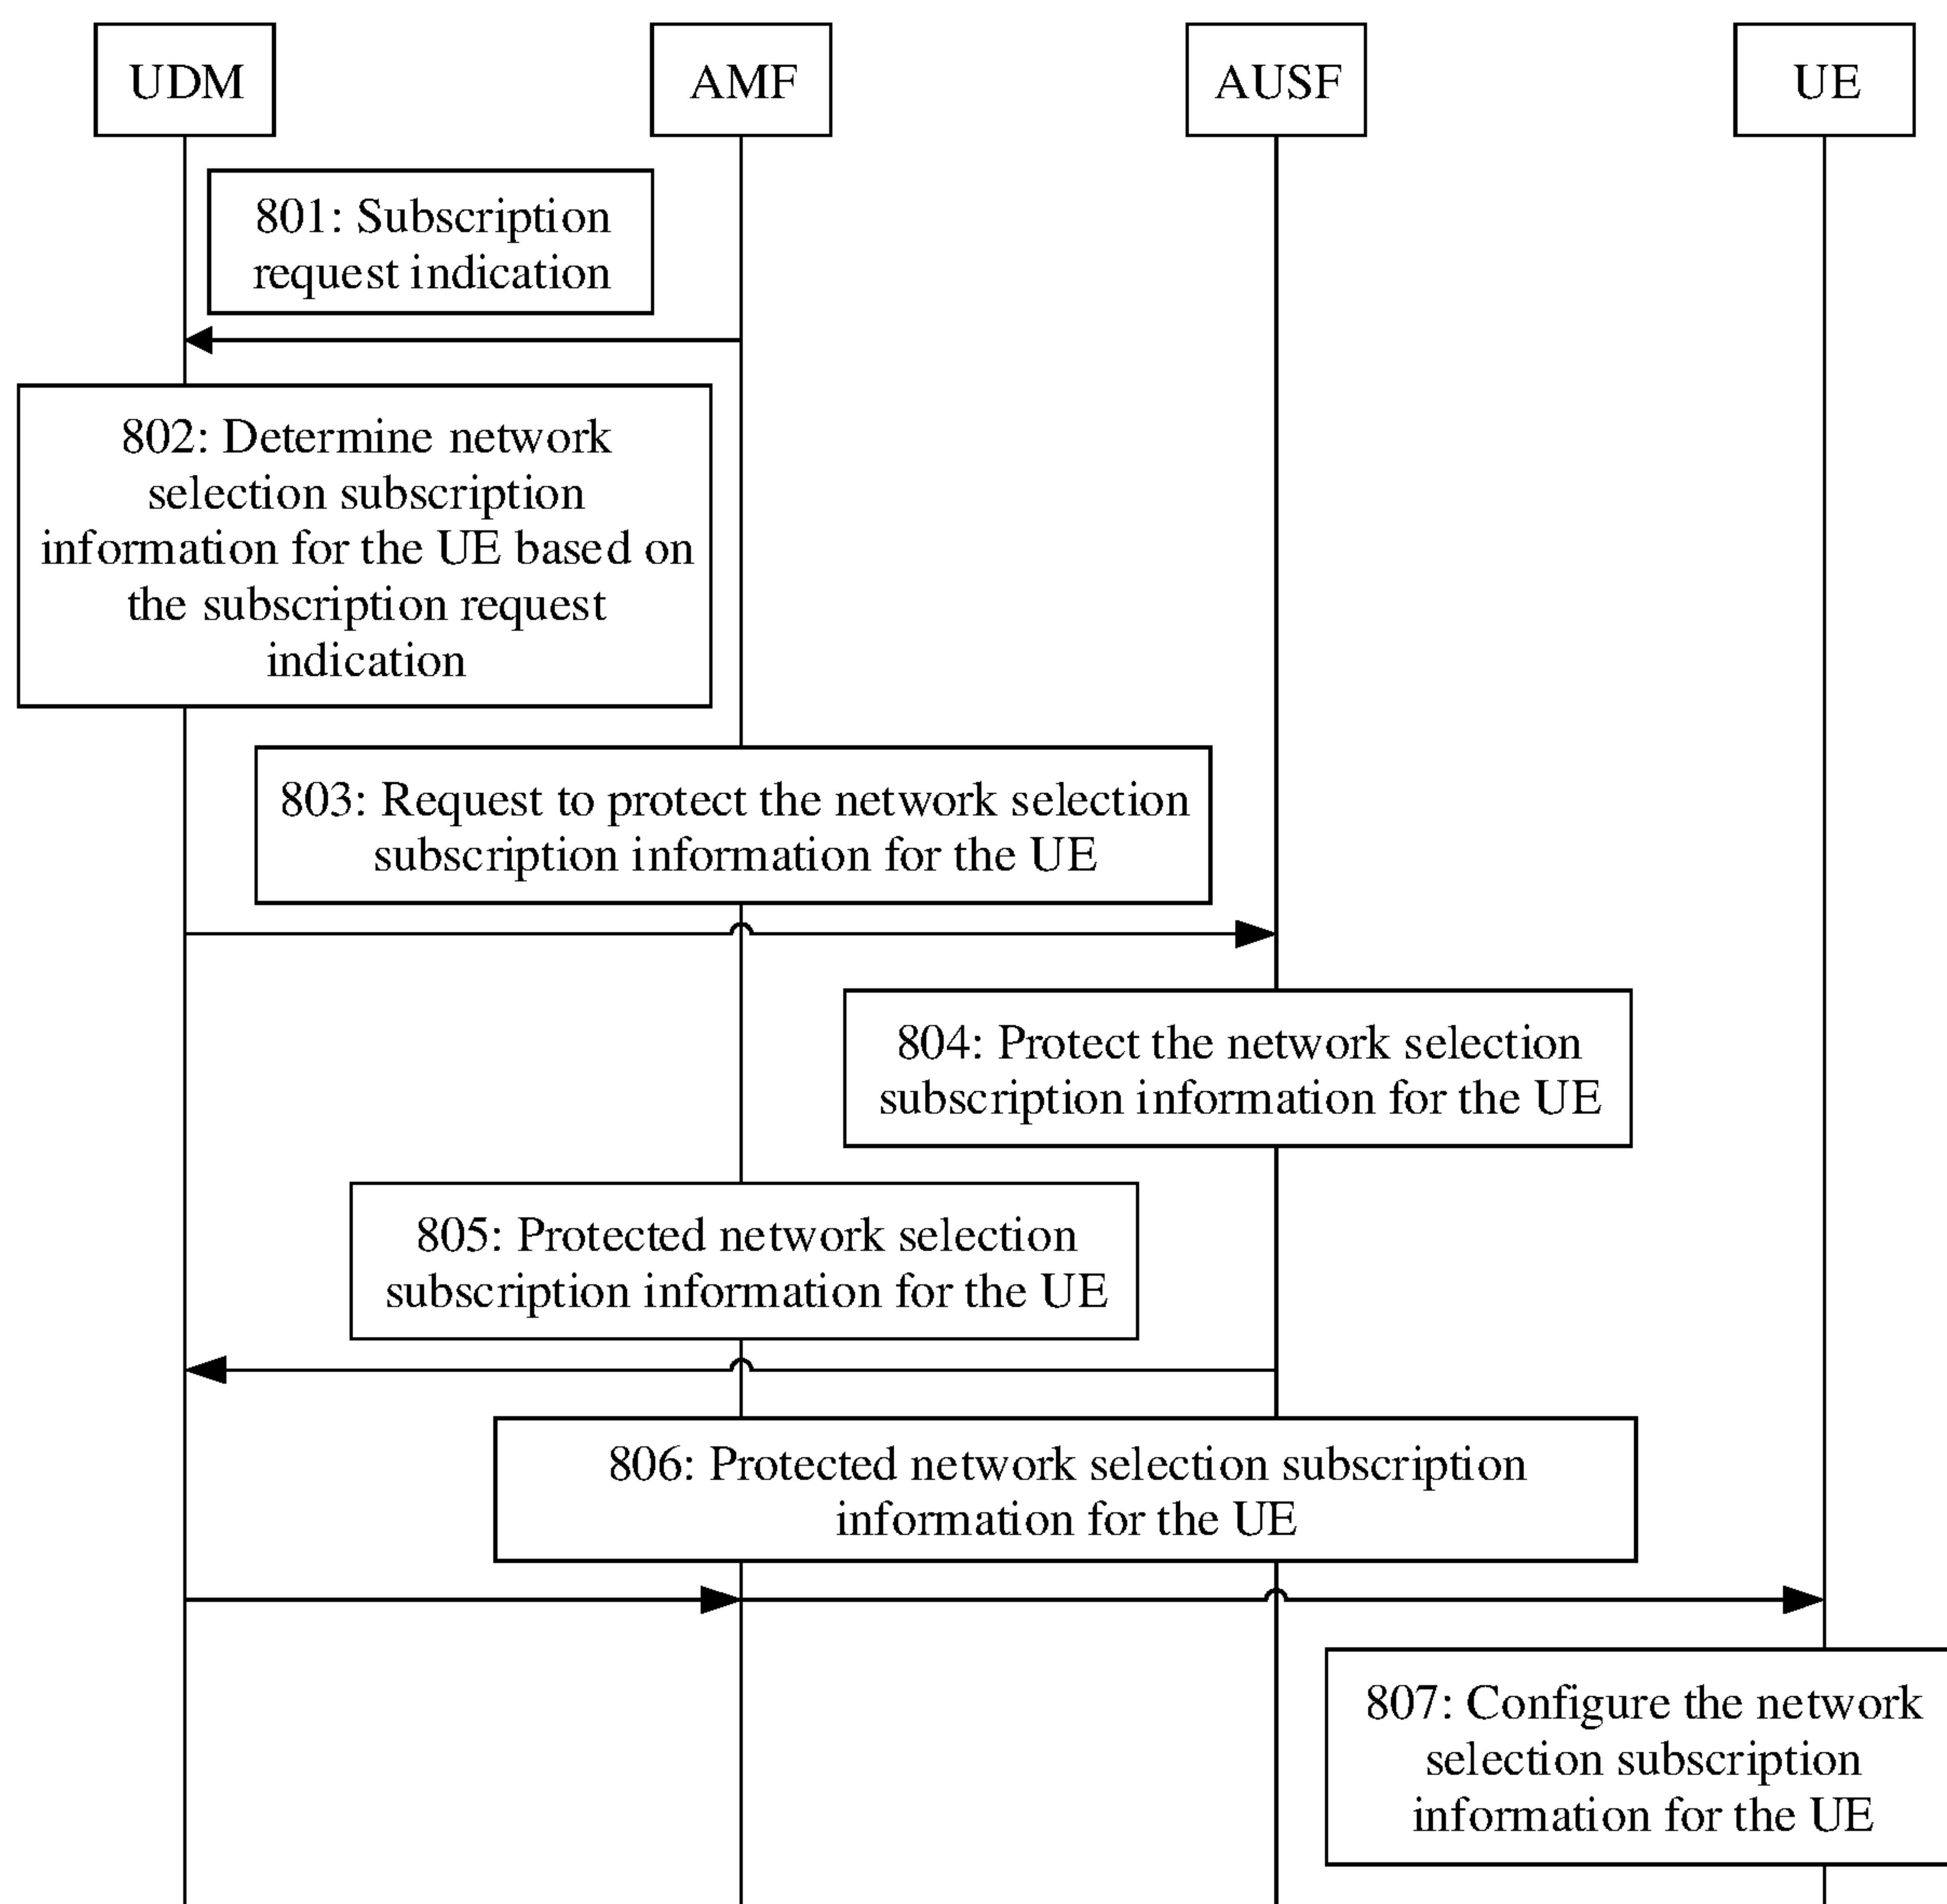 UDM
AMF
AUSF
UE
801: Subscription
request indication
802: Determine network
selection subscription
information for the UE based on
the subscription request
indication
803: Request to protect the network selection
subscription information for the UE
804: Protect the network selection
subscription information for the UE
805: Protected network selection
subscription information for the UE
806: Protected network selection subscription
information for the UE
807: Configure the network
selection subscription
information for the UE